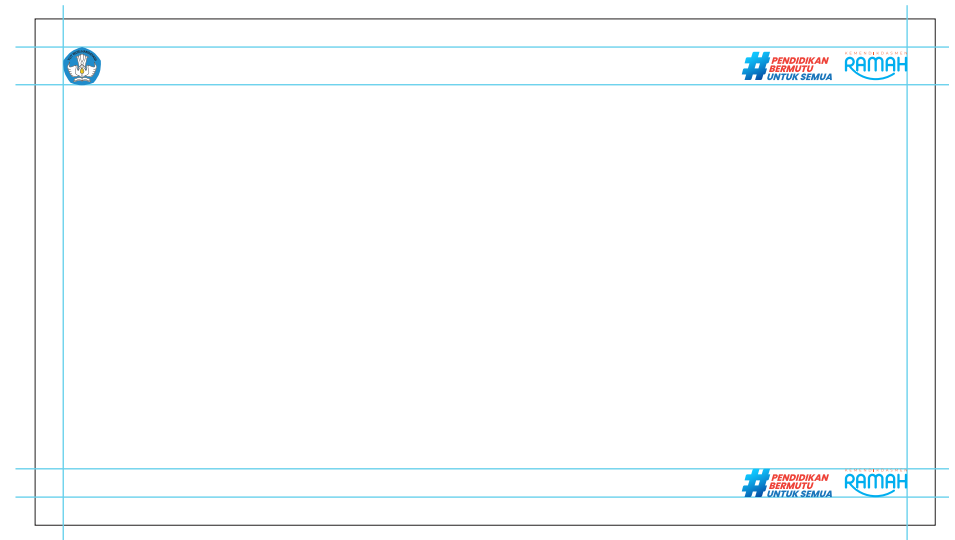 PENDIDIKAN
BERMUTU
UNTUK SEMUA
RAMAH
PENDIDIKAN
BERMUTU
UNTUK SEMUA
RAMAH